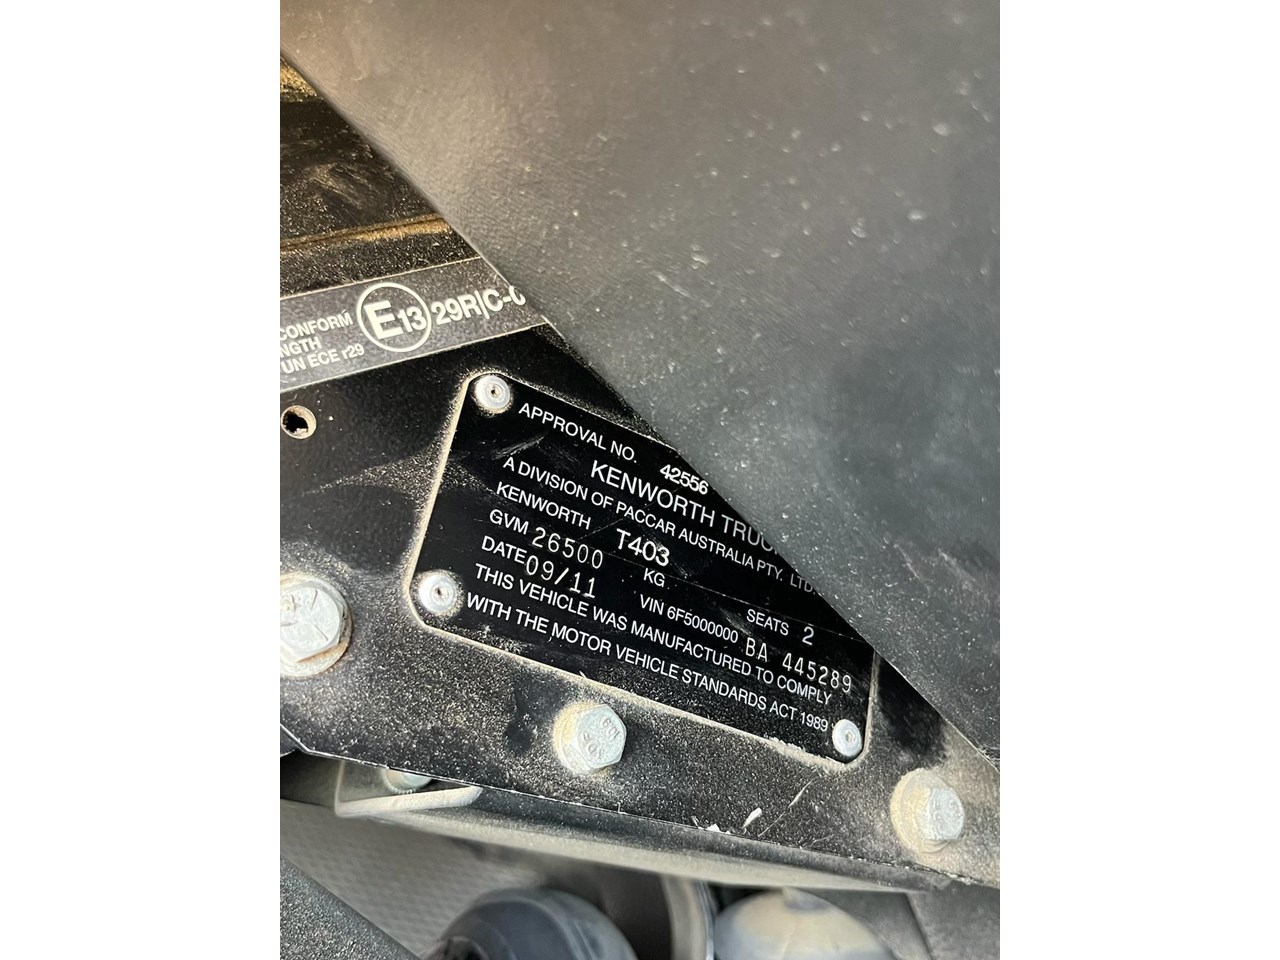 CONFORM
NGTH
UN ECE r29
E13 29R|C-0
APPROVAL NO. 42556
KENWORTH TRUC
A DIVISION OF PACCAR AUSTRALIA PTY. LTD.
KENWORTH T403
GVM 26500 KG SEATS 2
DATE 09/11 VIN 6F5000000 BA 445289
THIS VEHICLE WAS MANUFACTURED TO COMPLY
WITH THE MOTOR VEHICLE STANDARDS ACT 1989